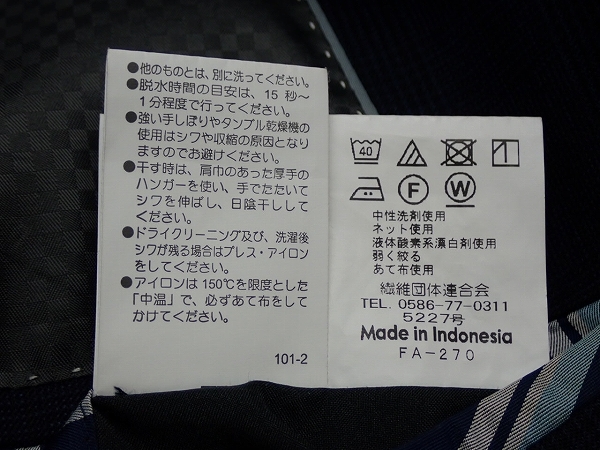 ●他のものとは、別に洗ってください。
●脱水時間の目安は、15秒～
1分程度で行ってください。
●強い手しぼりやタンブル乾燥機の
使用はシワや収縮の原因となり
ますのでお避けください。
●干す時は、肩巾のあった厚手の
ハンガーを使い、手でたたいて
シワを伸ばし、日陰干しして
ください。
●ドライクリーニング及び、洗濯後
シワが残る場合はプレス・アイロン
をしてください。
●アイロンは150℃を限度とした
「中温」で、必ずあて布をして
かけてください。
101-2
40
F W
中性洗剤使用
ネット使用
液体酸素系漂白剤使用
弱く絞る
あて布使用
繊維団体連合会
TEL. 0586-77-0311
5227号
Made in Indonesia
FA-270